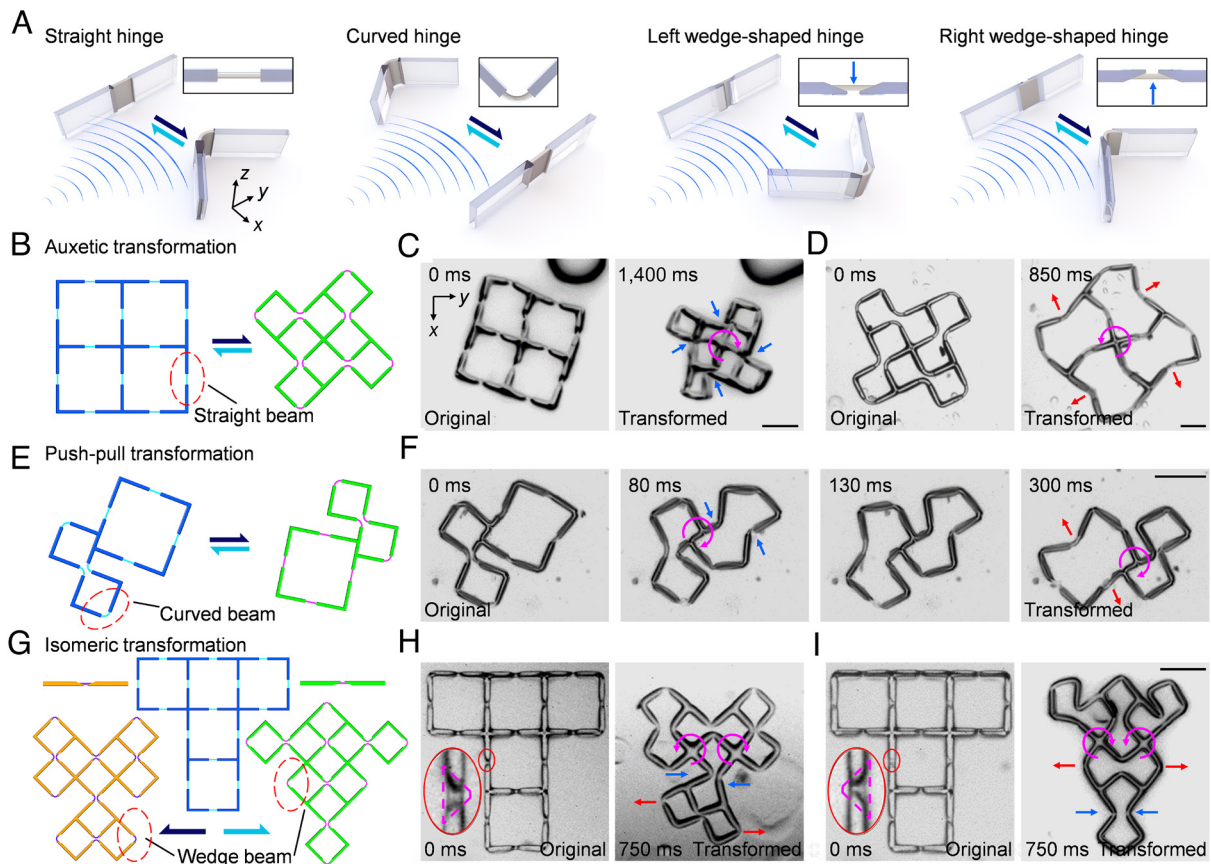 A
Straight hinge
Curved hinge
Left wedge-shaped hinge
Right wedge-shaped hinge
z
y
x
B
Auxetic transformation
Straight beam
C
0 ms
y
x
Original
1,400 ms
Transformed
D
0 ms
Original
850 ms
Transformed
E
Push-pull transformation
Curved beam
F
0 ms
Original
80 ms
130 ms
300 ms
Transformed
G
Isomeric transformation
Wedge beam
H
0 ms
Original
750 ms
Transformed
I
0 ms
Original
750 ms
Transformed